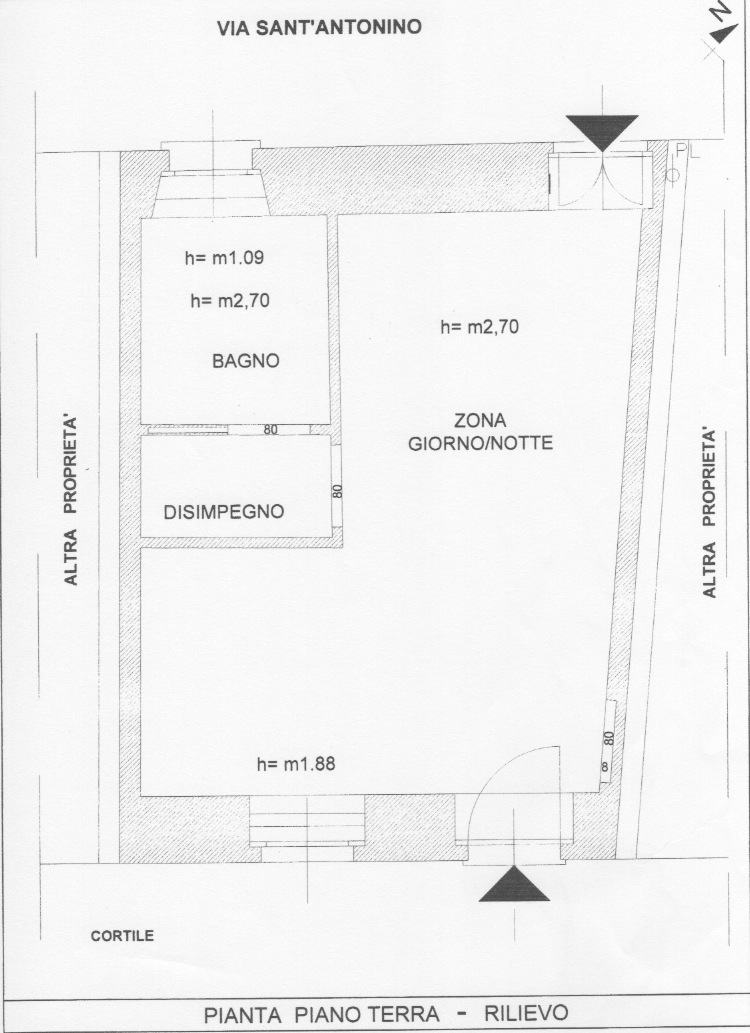 VIA SANT'ANTONINO
N
PL
h= m1.09
h= m2,70
BAGNO
h= m2,70
ZONA
GIORNO/NOTTE
80
80
DISIMPEGNO
ALTRA PROPRIETA'
ALTRA PROPRIETA'
80
8
h= m1.88
CORTILE
PIANTA PIANO TERRA - RILIEVO